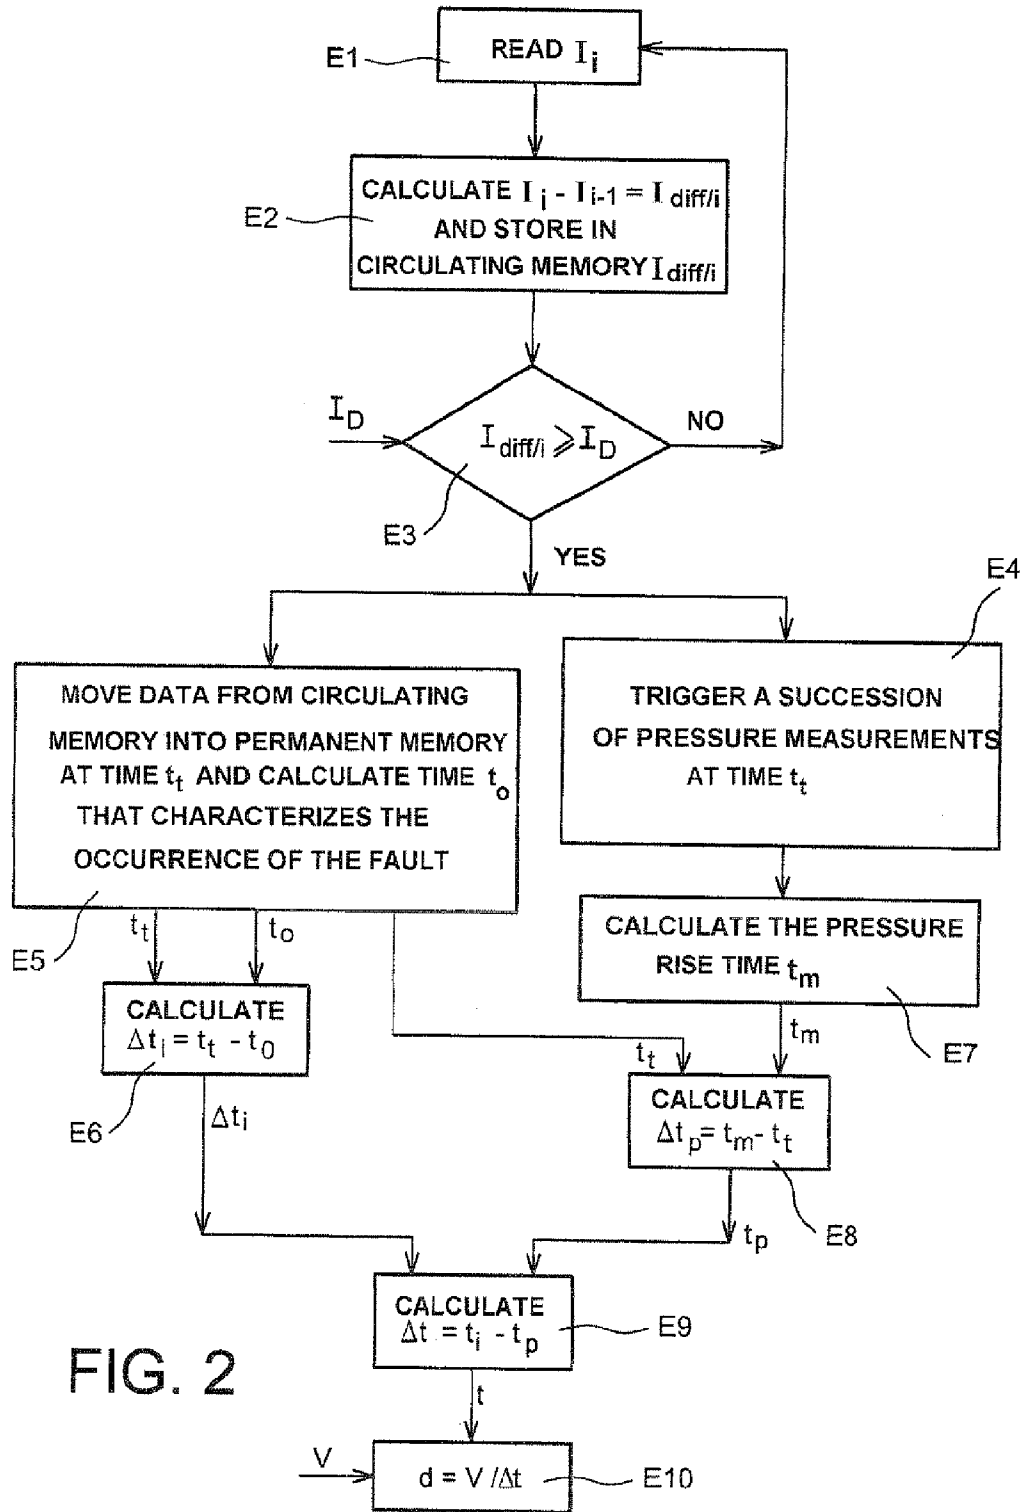 READ I_i
E1
CALCULATE I_i - I_i-1 = I_diff/i
AND STORE IN
CIRCULATING MEMORY I_diff/i
E2
I_D
I_diff/i ⩾ I_D
NO
E3
YES
E4
MOVE DATA FROM CIRCULATING
MEMORY INTO PERMANENT MEMORY
AT TIME t_t AND CALCULATE TIME t_o
THAT CHARACTERIZES THE
OCCURRENCE OF THE FAULT
TRIGGER A SUCCESSION
OF PRESSURE MEASUREMENTS
AT TIME t_t
E5
t_t
t_o
CALCULATE THE PRESSURE
RISE TIME t_m
E7
CALCULATE
Δt_i = t_t - t_0
E6
t_t
t_m
CALCULATE
Δt_p = t_m - t_t
E8
Δt_i
t_p
CALCULATE
Δt = t_i - t_p
E9
FIG. 2
t
V
d = V / Δt
E10